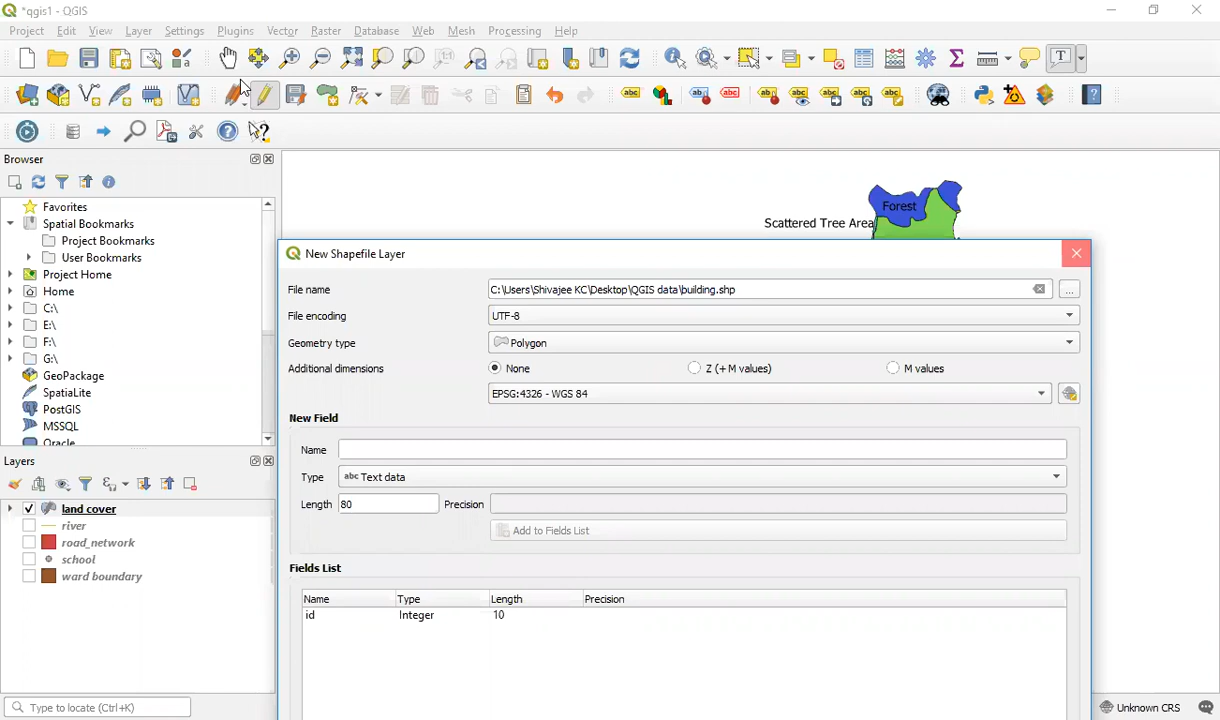 *qgis1 - QGIS
Project Edit View Layer Settings Plugins Vector Raster Database Web Mesh Processing Help
Browser
Favorites
Spatial Bookmarks
Project Bookmarks
User Bookmarks
Project Home
Home
C:\
E:\
F:\
G:\
GeoPackage
SpatiaLite
PostGIS
MSSQL
Oracle
Layers
land cover
river
road_network
school
ward boundary
Type to locate (Ctrl+K)
Forest
Scattered Tree Area
New Shapefile Layer
File name C:\Users\Shivajee KC\Desktop\QGIS data\building.shp
File encoding UTF-8
Geometry type Polygon
Additional dimensions None Z (+ M values) M values
EPSG:4326 - WGS 84
New Field
Name
Type abc Text data
Length 80 Precision
Add to Fields List
Fields List
Name Type Length Precision
id Integer 10
Unknown CRS